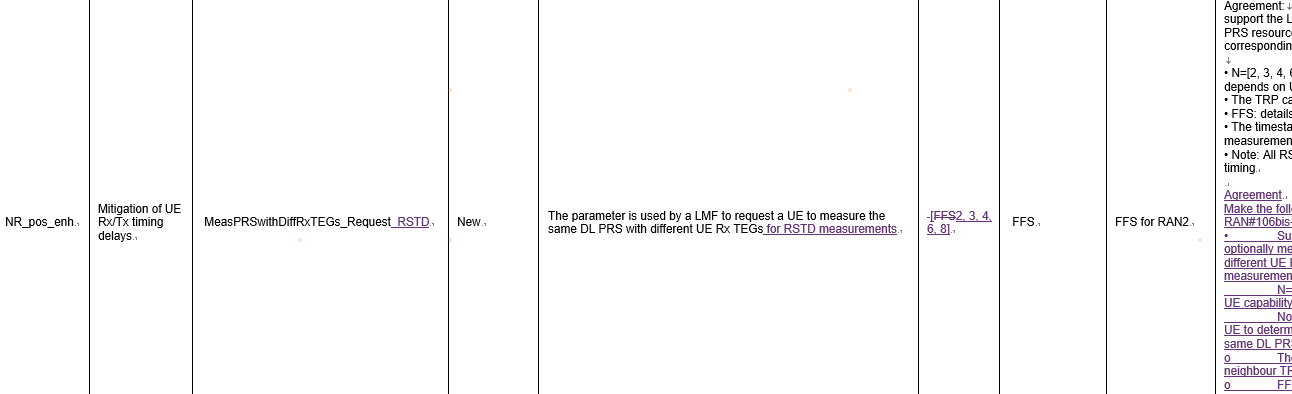 NR_pos_enh
Mitigation of UE
Rx/Tx timing
delays.
MeasPRSwithDiffRxTEGs_Request_RSTD
New
The parameter is used by a LMF to request a UE to measure the
same DL PRS with different UE Rx TEGs for RSTD measurements.
-[FFS2, 3, 4,
6, 8]
FFS
FFS for RAN2
Agreement:
support the L
PRS resourc
correspondin
• N=[2, 3, 4, 6
depends on U
• The TRP ca
• FFS: details
• The timesta
measuremen
• Note: All RS
timing.
Agreement
Make the foll
RAN#106bis-
• Su
optionally me
different UE
measuremen
N=
UE capability
No
UE to determ
same DL PRS
o The
neighbour TR
o FF